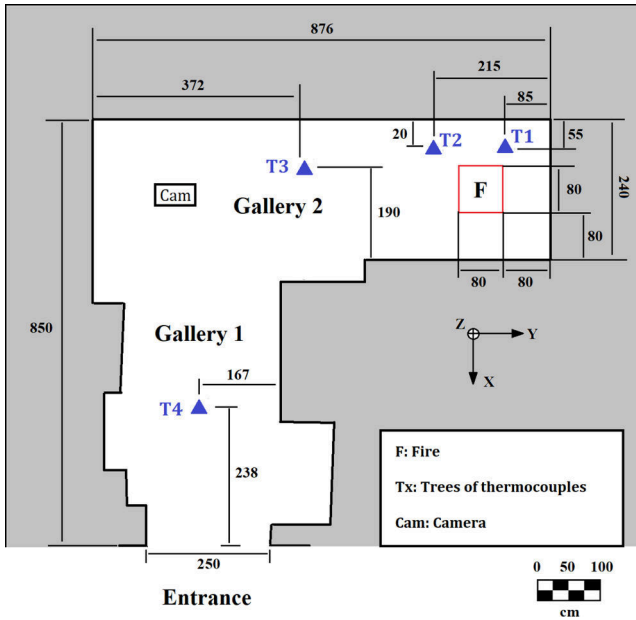 876
372
215
85
20
T2
T1
55
T3
Cam
F
80
240
Gallery 2
190
80
80
80
850
Gallery 1
Z
Y
X
167
T4
238
F: Fire
Tx: Trees of thermocouples
Cam: Camera
250
Entrance
0 50 100
cm